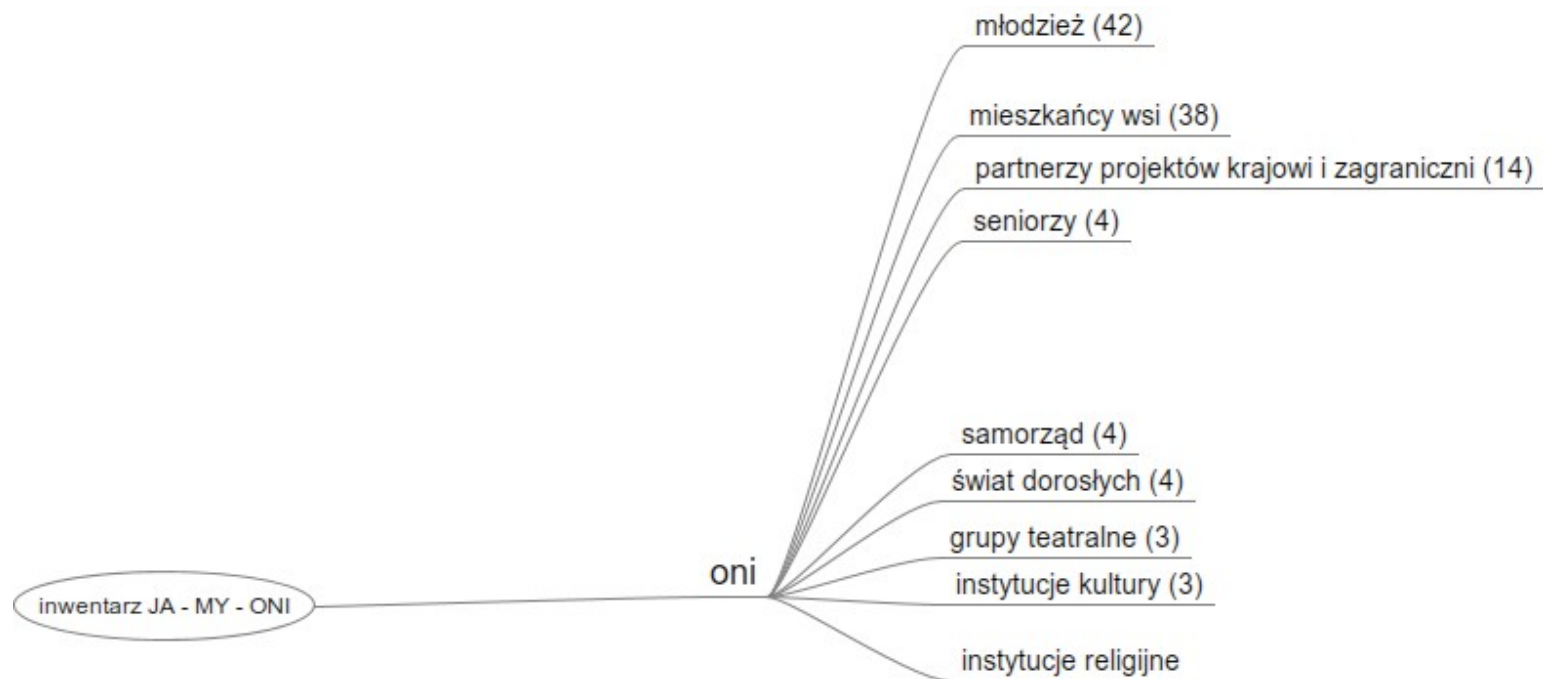 młodzież (42)
mieszkańcy wsi (38)
partnerzy projektów krajowi i zagraniczni (14)
seniorzy (4)
samorząd (4)
świat dorosłych (4)
grupy teatralne (3)
oni
instytucje kultury (3)
inwentarz JA - MY - ONI
instytucje religijne